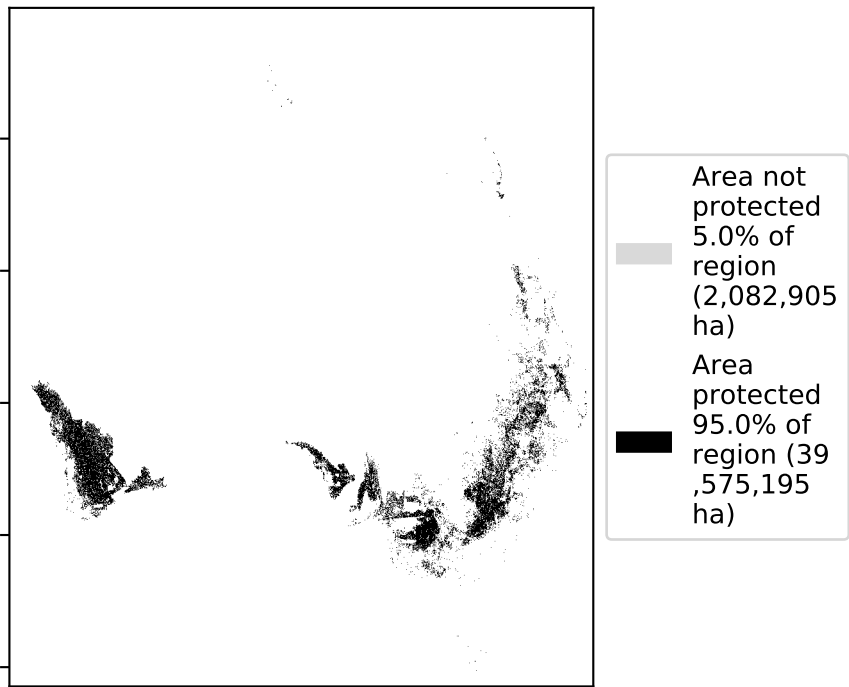 Area not
protected
5.0% of
region
(2,082,905
ha)
Area
protected
95.0% of
region (39
,575,195
ha)